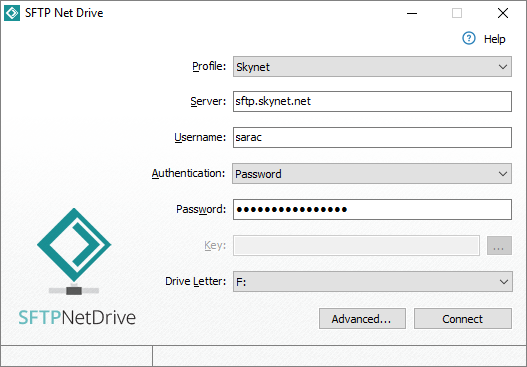 SFTP Net Drive
Help
Profile: Skynet
Server: sftp.skynet.net
Username: sarac
Authentication: Password
Password: ●●●●●●●●●●●●●●●●
Key: ...
Drive Letter: F:
SFTPNetDrive
Advanced... Connect